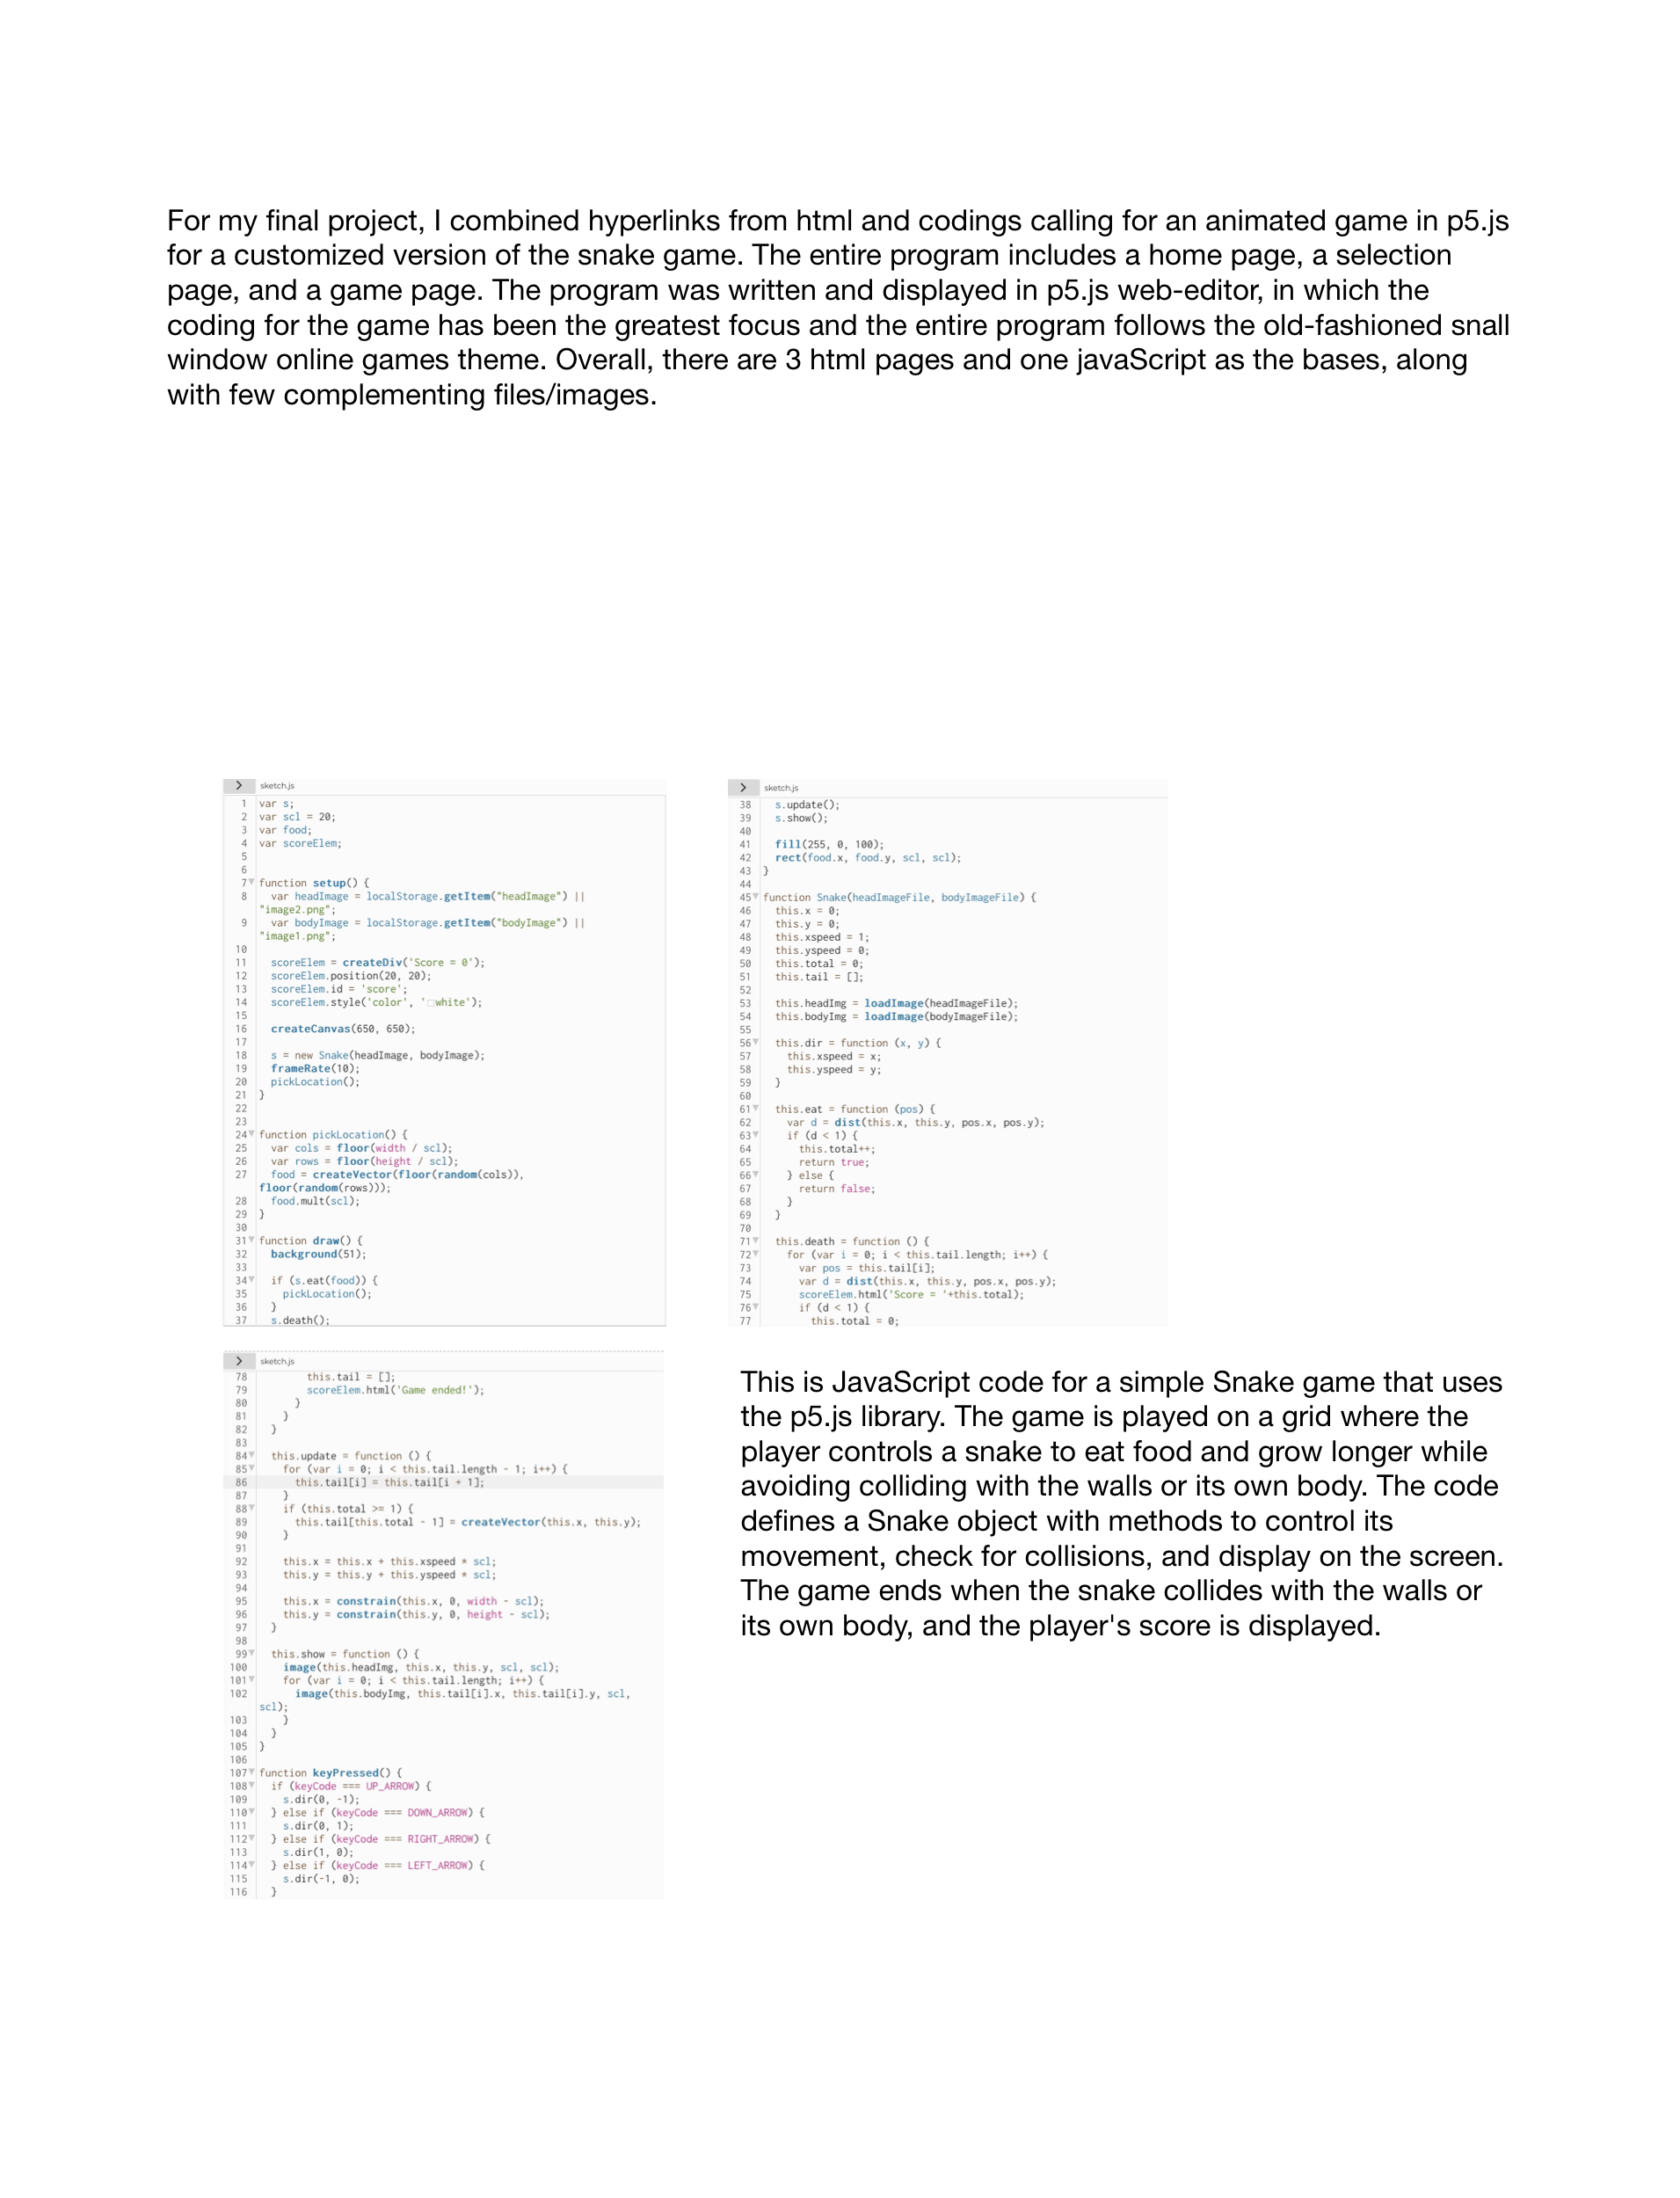 For my final project, I combined hyperlinks from html and codings calling for an animated game in p5.js
for a customized version of the snake game. The entire program includes a home page, a selection
page, and a game page. The program was written and displayed in p5.js web-editor, in which the
coding for the game has been the greatest focus and the entire program follows the old-fashioned snall
window online games theme. Overall, there are 3 html pages and one javaScript as the bases, along
with few complementing files/images.
> sketch.js
1 var s;
2 var scl = 20;
3 var food;
4 var scoreElem;
5
6
7 function setup() {
8 var headImage = localStorage.getItem("headImage") ||
"image2.png";
9 var bodyImage = localStorage.getItem("bodyImage") ||
"image1.png";
10
11 scoreElem = createDiv('Score = 0');
12 scoreElem.position(20, 20);
13 scoreElem.id = 'score';
14 scoreElem.style('color', 'white');
15
16 createCanvas(650, 650);
17
18 s = new Snake(headImage, bodyImage);
19 frameRate(10);
20 pickLocation();
21 }
22
23
24 function pickLocation() {
25 var cols = floor(width / scl);
26 var rows = floor(height / scl);
27 food = createVector(floor(random(cols)),
floor(random(rows)));
28 food.mult(scl);
29 }
30
31 function draw() {
32 background(51);
33
34 if (s.eat(food)) {
35 pickLocation();
36 }
37 s.death();
> sketch.js
38 s.update();
39 s.show();
40
41 fill(255, 0, 100);
42 rect(food.x, food.y, scl, scl);
43 }
44
45 function Snake(headImageFile, bodyImageFile) {
46 this.x = 0;
47 this.y = 0;
48 this.xspeed = 1;
49 this.yspeed = 0;
50 this.total = 0;
51 this.tail = [];
52
53 this.headImg = loadImage(headImageFile);
54 this.bodyImg = loadImage(bodyImageFile);
55
56 this.dir = function (x, y) {
57 this.xspeed = x;
58 this.yspeed = y;
59 }
60
61 this.eat = function (pos) {
62 var d = dist(this.x, this.y, pos.x, pos.y);
63 if (d < 1) {
64 this.total++;
65 return true;
66 } else {
67 return false;
68 }
69 }
70
71 this.death = function () {
72 for (var i = 0; i < this.tail.length; i++) {
73 var pos = this.tail[i];
74 var d = dist(this.x, this.y, pos.x, pos.y);
75 scoreElem.html('Score = '+this.total);
76 if (d < 1) {
77 this.total = 0;
> sketch.js
78 this.tail = [];
79 scoreElem.html('Game ended!');
80 }
81 }
82 }
83
84 this.update = function () {
85 for (var i = 0; i < this.tail.length - 1; i++) {
86 this.tail[i] = this.tail[i + 1];
87 }
88 if (this.total >= 1) {
89 this.tail[this.total - 1] = createVector(this.x, this.y);
90 }
91
92 this.x = this.x + this.xspeed * scl;
93 this.y = this.y + this.yspeed * scl;
94
95 this.x = constrain(this.x, 0, width - scl);
96 this.y = constrain(this.y, 0, height - scl);
97 }
98
99 this.show = function () {
100 image(this.headImg, this.x, this.y, scl, scl);
101 for (var i = 0; i < this.tail.length; i++) {
102 image(this.bodyImg, this.tail[i].x, this.tail[i].y, scl,
scl);
103 }
104 }
105 }
106
107 function keyPressed() {
108 if (keyCode === UP_ARROW) {
109 s.dir(0, -1);
110 } else if (keyCode === DOWN_ARROW) {
111 s.dir(0, 1);
112 } else if (keyCode === RIGHT_ARROW) {
113 s.dir(1, 0);
114 } else if (keyCode === LEFT_ARROW) {
115 s.dir(-1, 0);
116 }
This is JavaScript code for a simple Snake game that uses
the p5.js library. The game is played on a grid where the
player controls a snake to eat food and grow longer while
avoiding colliding with the walls or its own body. The code
defines a Snake object with methods to control its
movement, check for collisions, and display on the screen.
The game ends when the snake collides with the walls or
its own body, and the player's score is displayed.